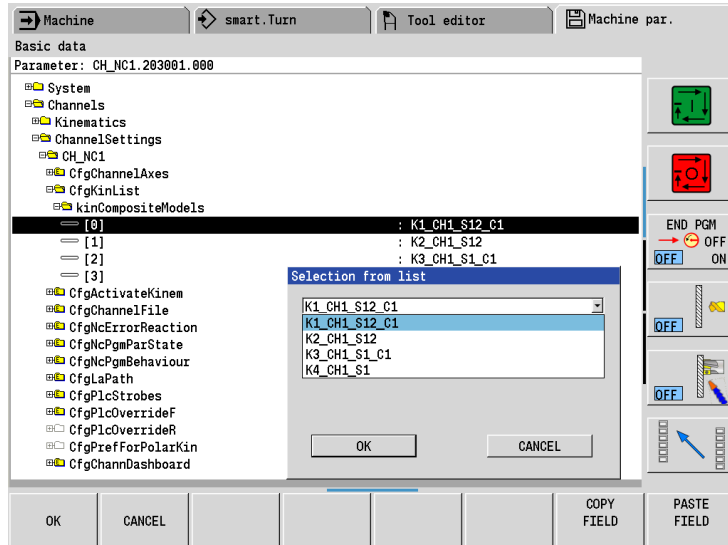 Machine
smart.Turn
Tool editor
Machine par.
Basic data
Parameter: CH_NC1.203001.000
System
Channels
Kinematics
ChannelSettings
CH_NC1
CfgChannelAxes
CfgKinList
kinCompositeModels
[0] : K1_CH1_S12_C1
[1] : K2_CH1_S12
[2] : K3_CH1_S1_C1
[3]
CfgActivateKinem
CfgChannelFile
CfgNcErrorReaction
CfgNcPgmParState
CfgNcPgmBehaviour
CfgLaPath
CfgPlcStrobes
CfgPlcOverrideF
CfgPlcOverrideR
CfgPrefForPolarKin
CfgChannDashboard
Selection from list
K1_CH1_S12_C1
K1_CH1_S12_C1
K2_CH1_S12
K3_CH1_S1_C1
K4_CH1_S1
OK CANCEL
END PGM
OFF
OFF ON
OFF
OFF
OK CANCEL COPY FIELD PASTE FIELD